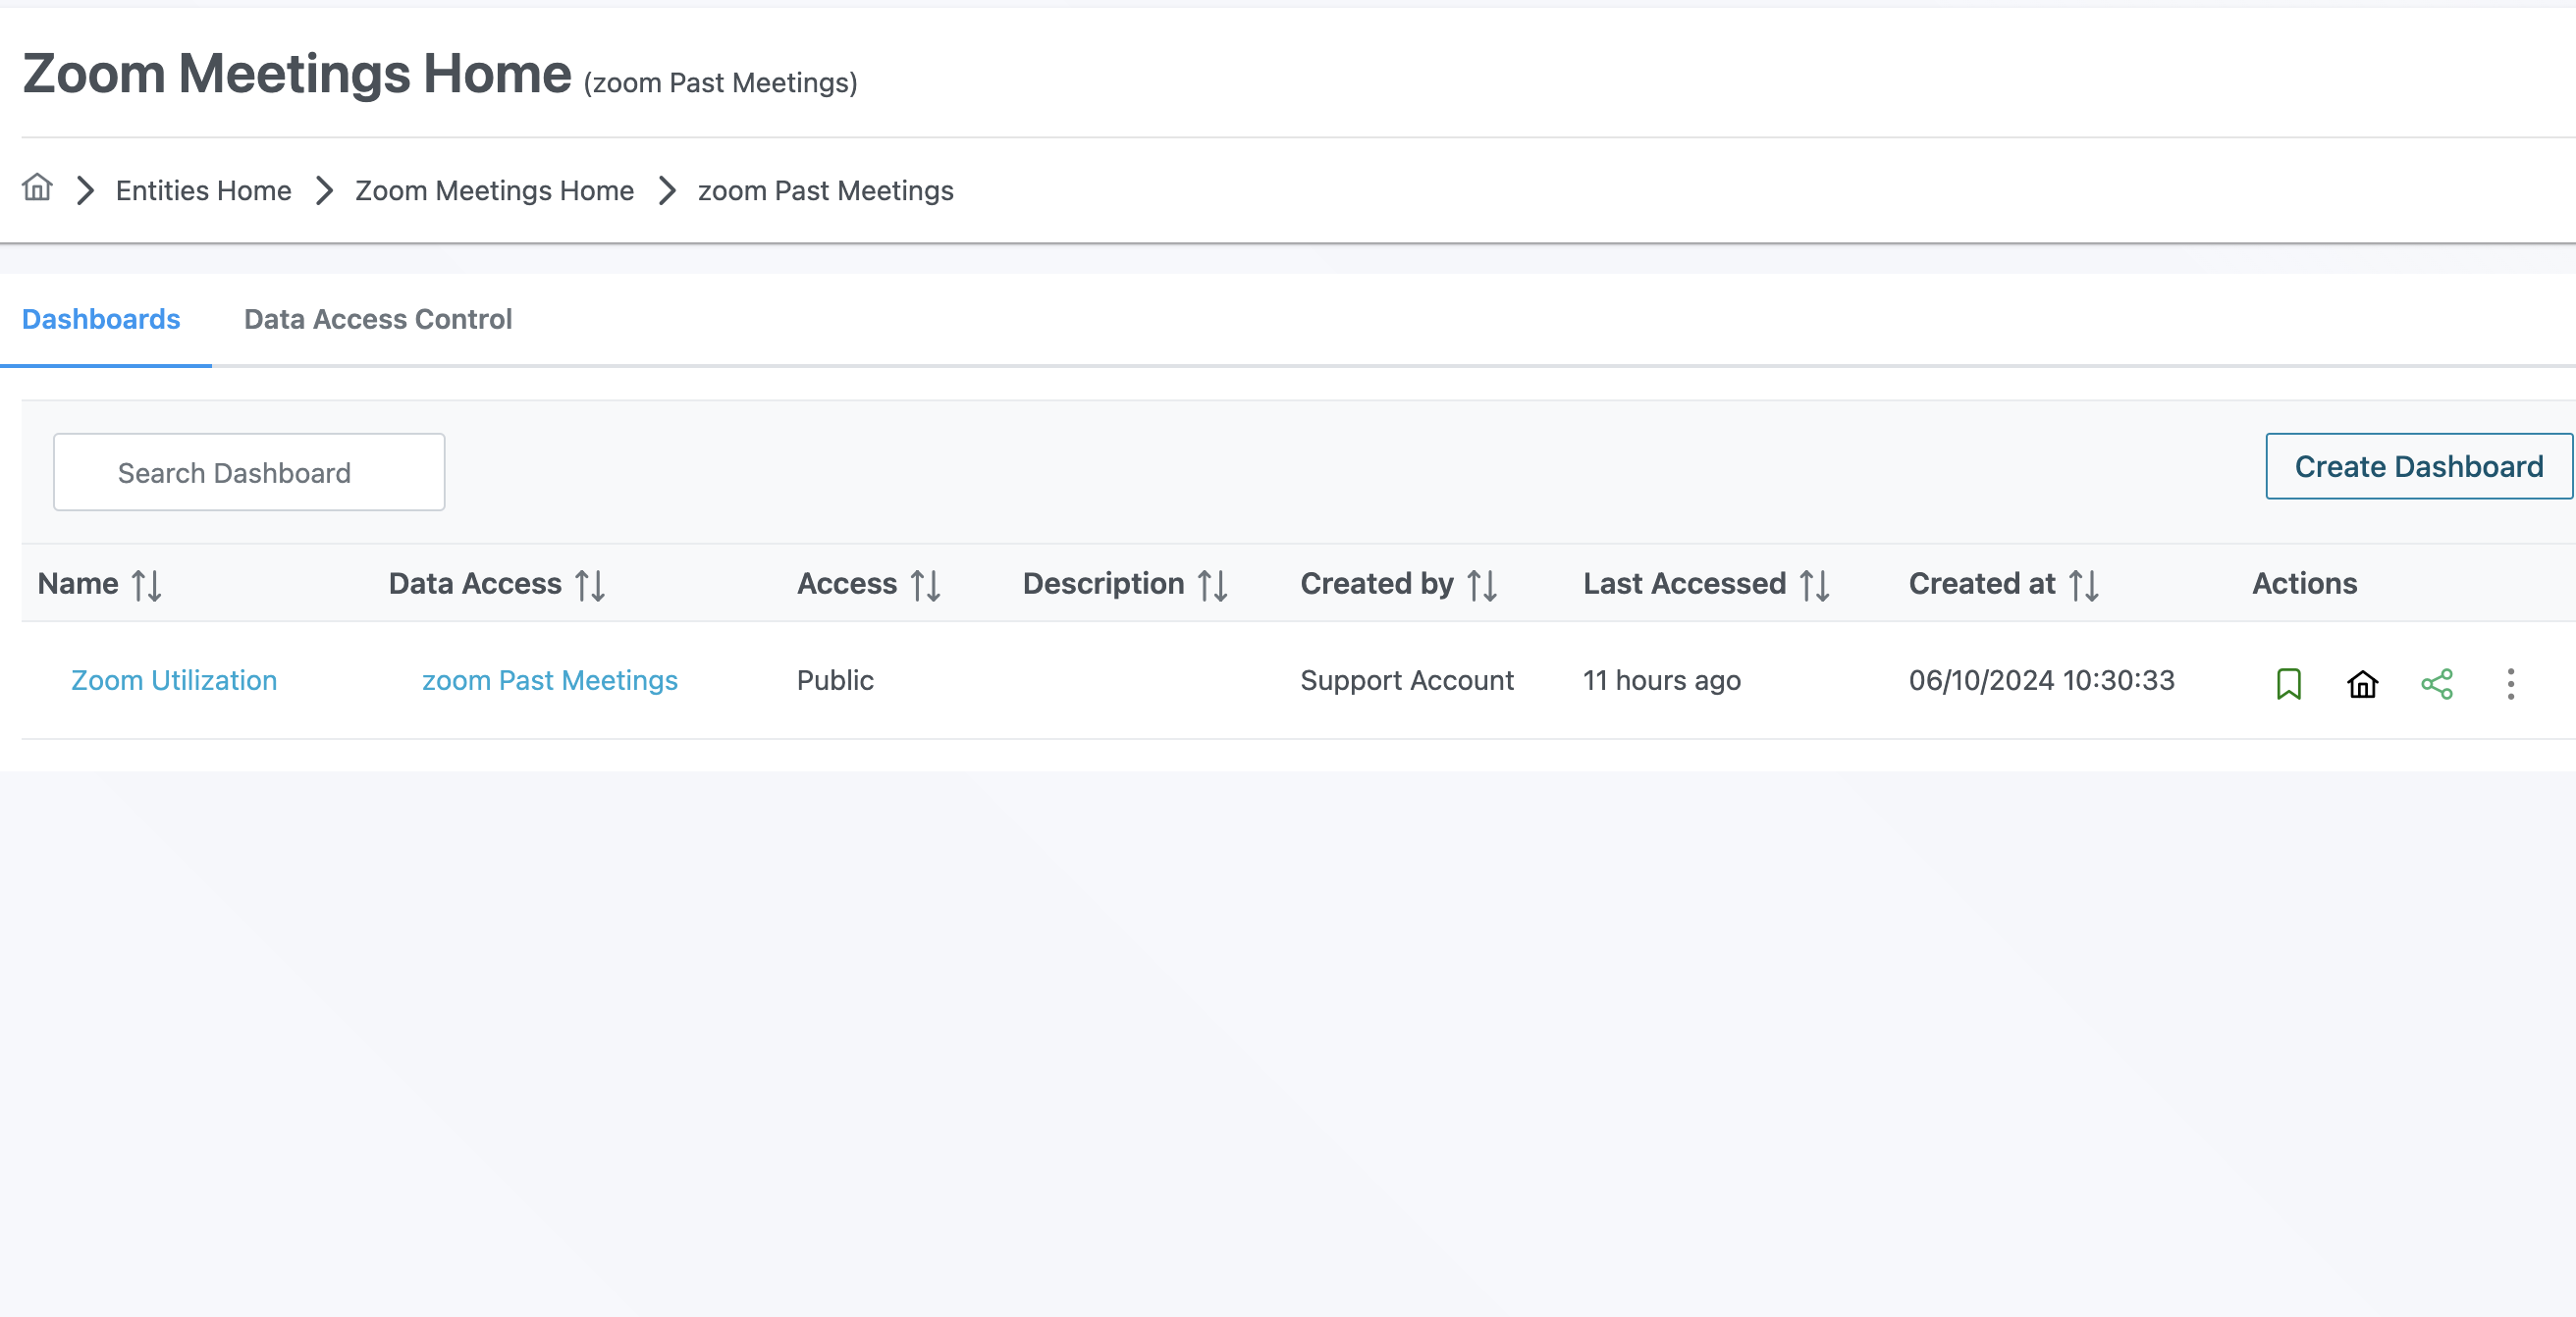 Zoom Meetings Home (zoom Past Meetings)
Entities Home Zoom Meetings Home zoom Past Meetings
Dashboards Data Access Control
Search Dashboard Create Dashboard
Name Data Access Access Description Created by Last Accessed Created at Actions
Zoom Utilization zoom Past Meetings Public Support Account 11 hours ago 06/10/2024 10:30:33